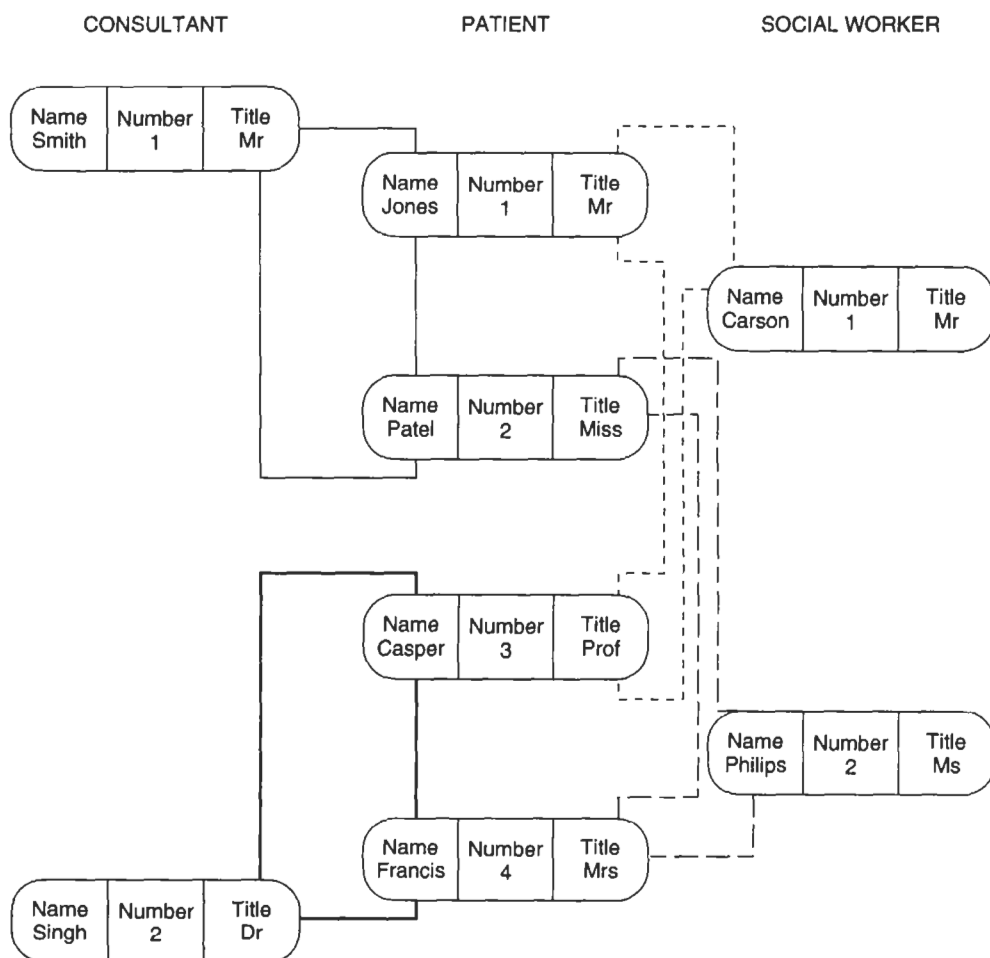 CONSULTANT PATIENT SOCIAL WORKER
Name Number Title
Smith 1 Mr
Name Number Title
Jones 1 Mr
Name Number Title
Carson 1 Mr
Name Number Title
Patel 2 Miss
Name Number Title
Casper 3 Prof
Name Number Title
Philips 2 Ms
Name Number Title
Francis 4 Mrs
Name Number Title
Singh 2 Dr